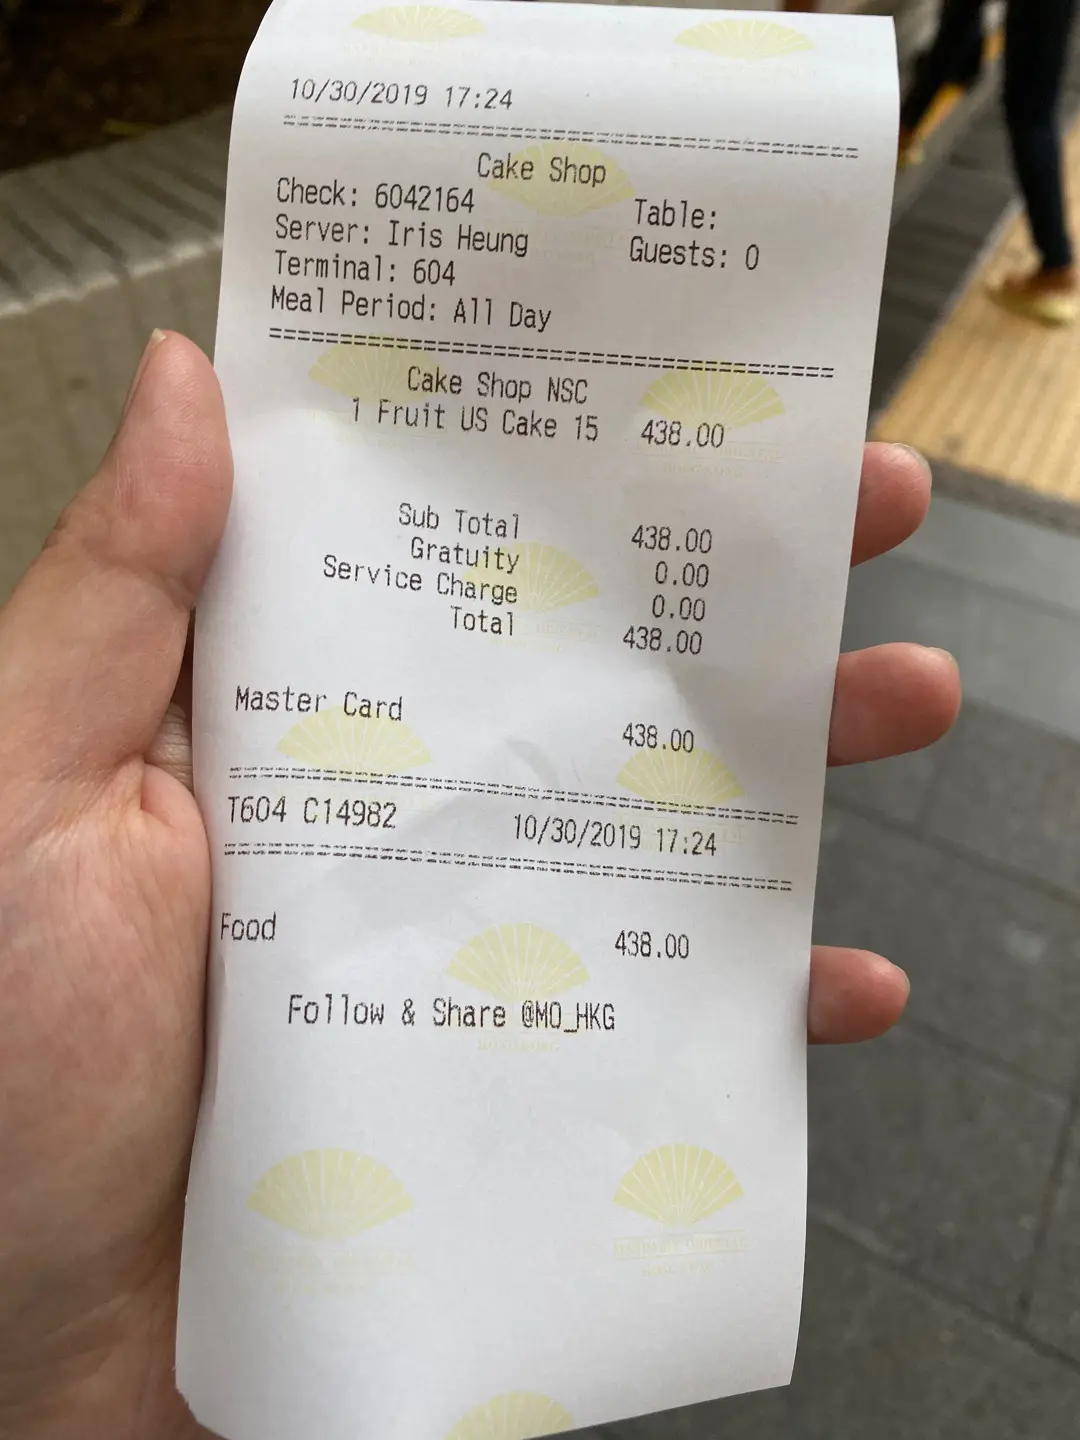 10/30/2019 17:24
Cake Shop
Check: 6042164 Table:
Server: Iris Heung Guests: 0
Terminal: 604
Meal Period: All Day
Cake Shop NSC
1 Fruit US Cake 15 438.00
Sub Total 438.00
Gratuity 0.00
Service Charge 0.00
Total 438.00
Master Card 438.00
T604 C14982 10/30/2019 17:24
Food 438.00
Follow & Share @MO_HKG